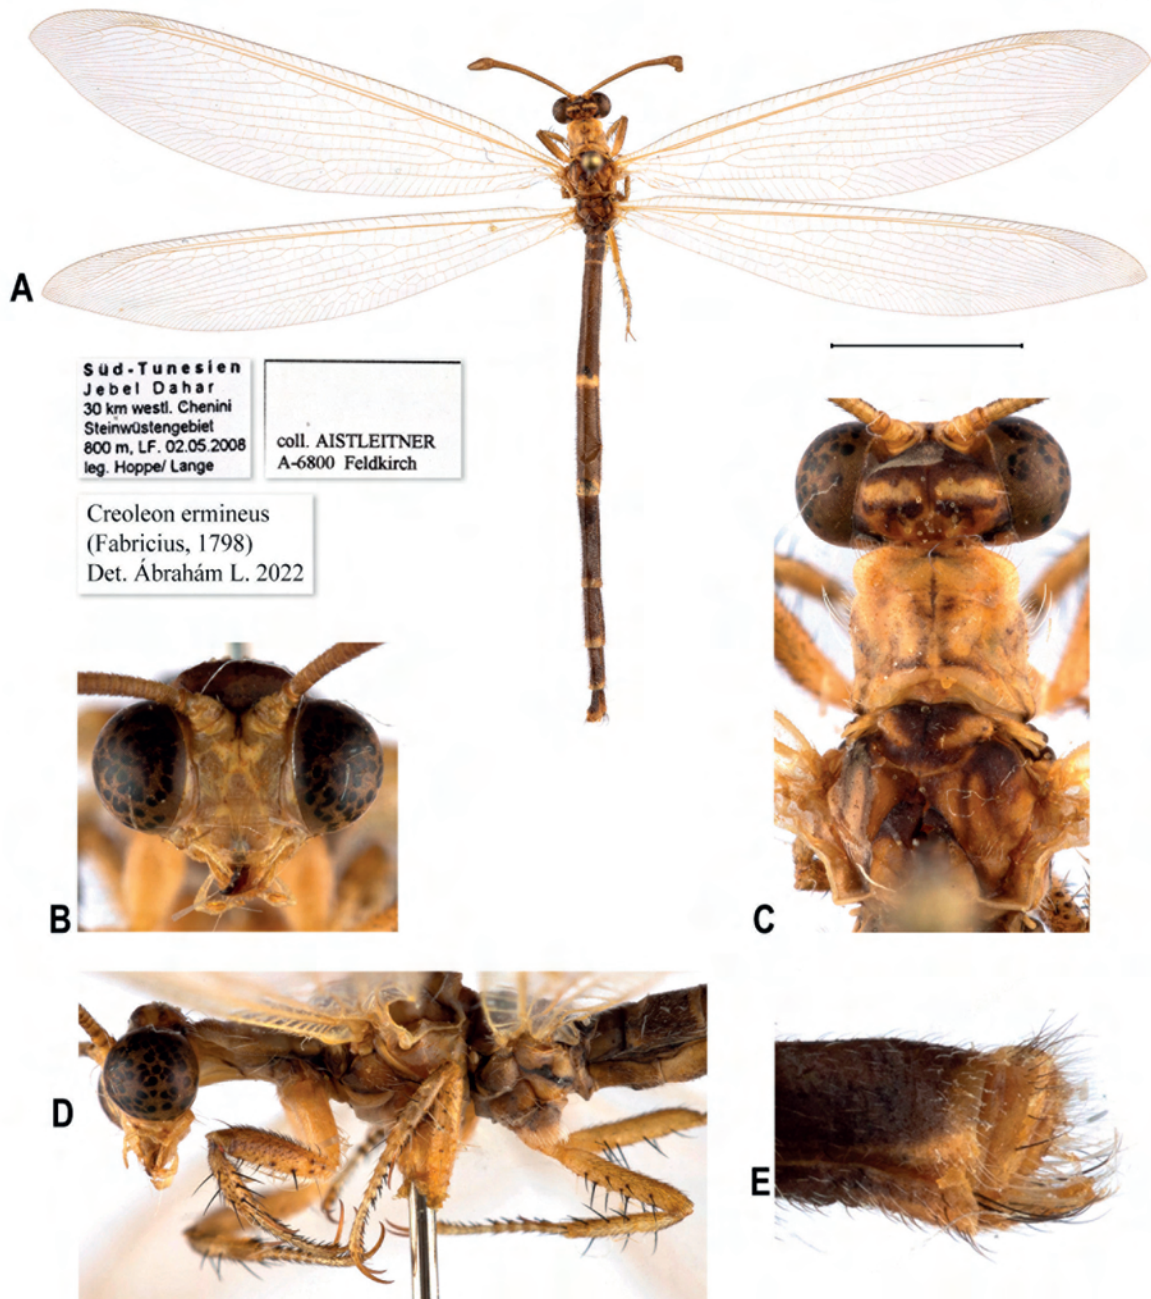 A
Süd-Tunesien
Jebel Dahar
30 km westl. Chenini
Steinwüstengebiet
800 m, LF. 02.05.2008
leg. Hoppe/ Lange
coll. AISTLEITNER
A-6800 Feldkirch
Creoleon ermineus
(Fabricius, 1798)
Det. Ábrahám L. 2022
B
C
D
E